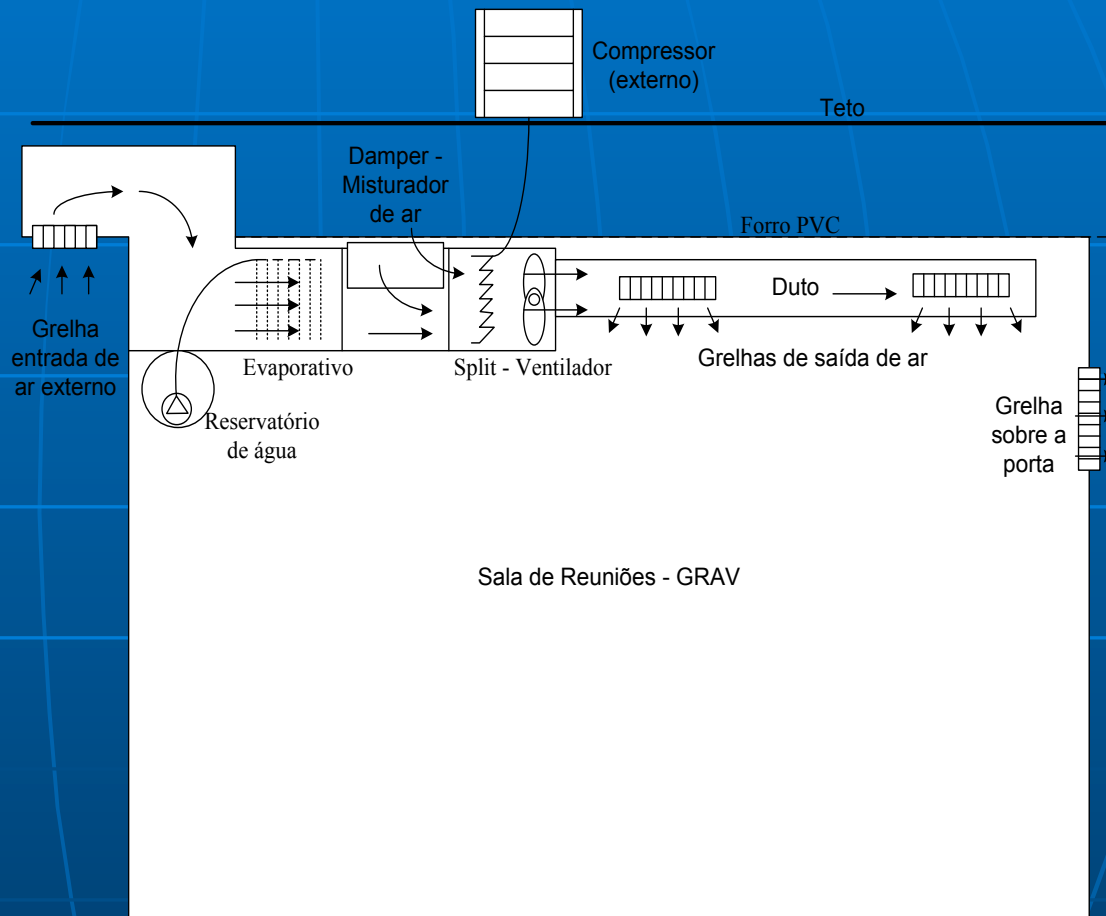 Compressor
(externo)
Teto
Damper -
Misturador
de ar
Forro PVC
Duto
Grelha
entrada de
ar externo
Evaporativo
Split - Ventilador
Grelhas de saída de ar
Reservatório
de água
Grelha
sobre a
porta
Sala de Reuniões - GRAV